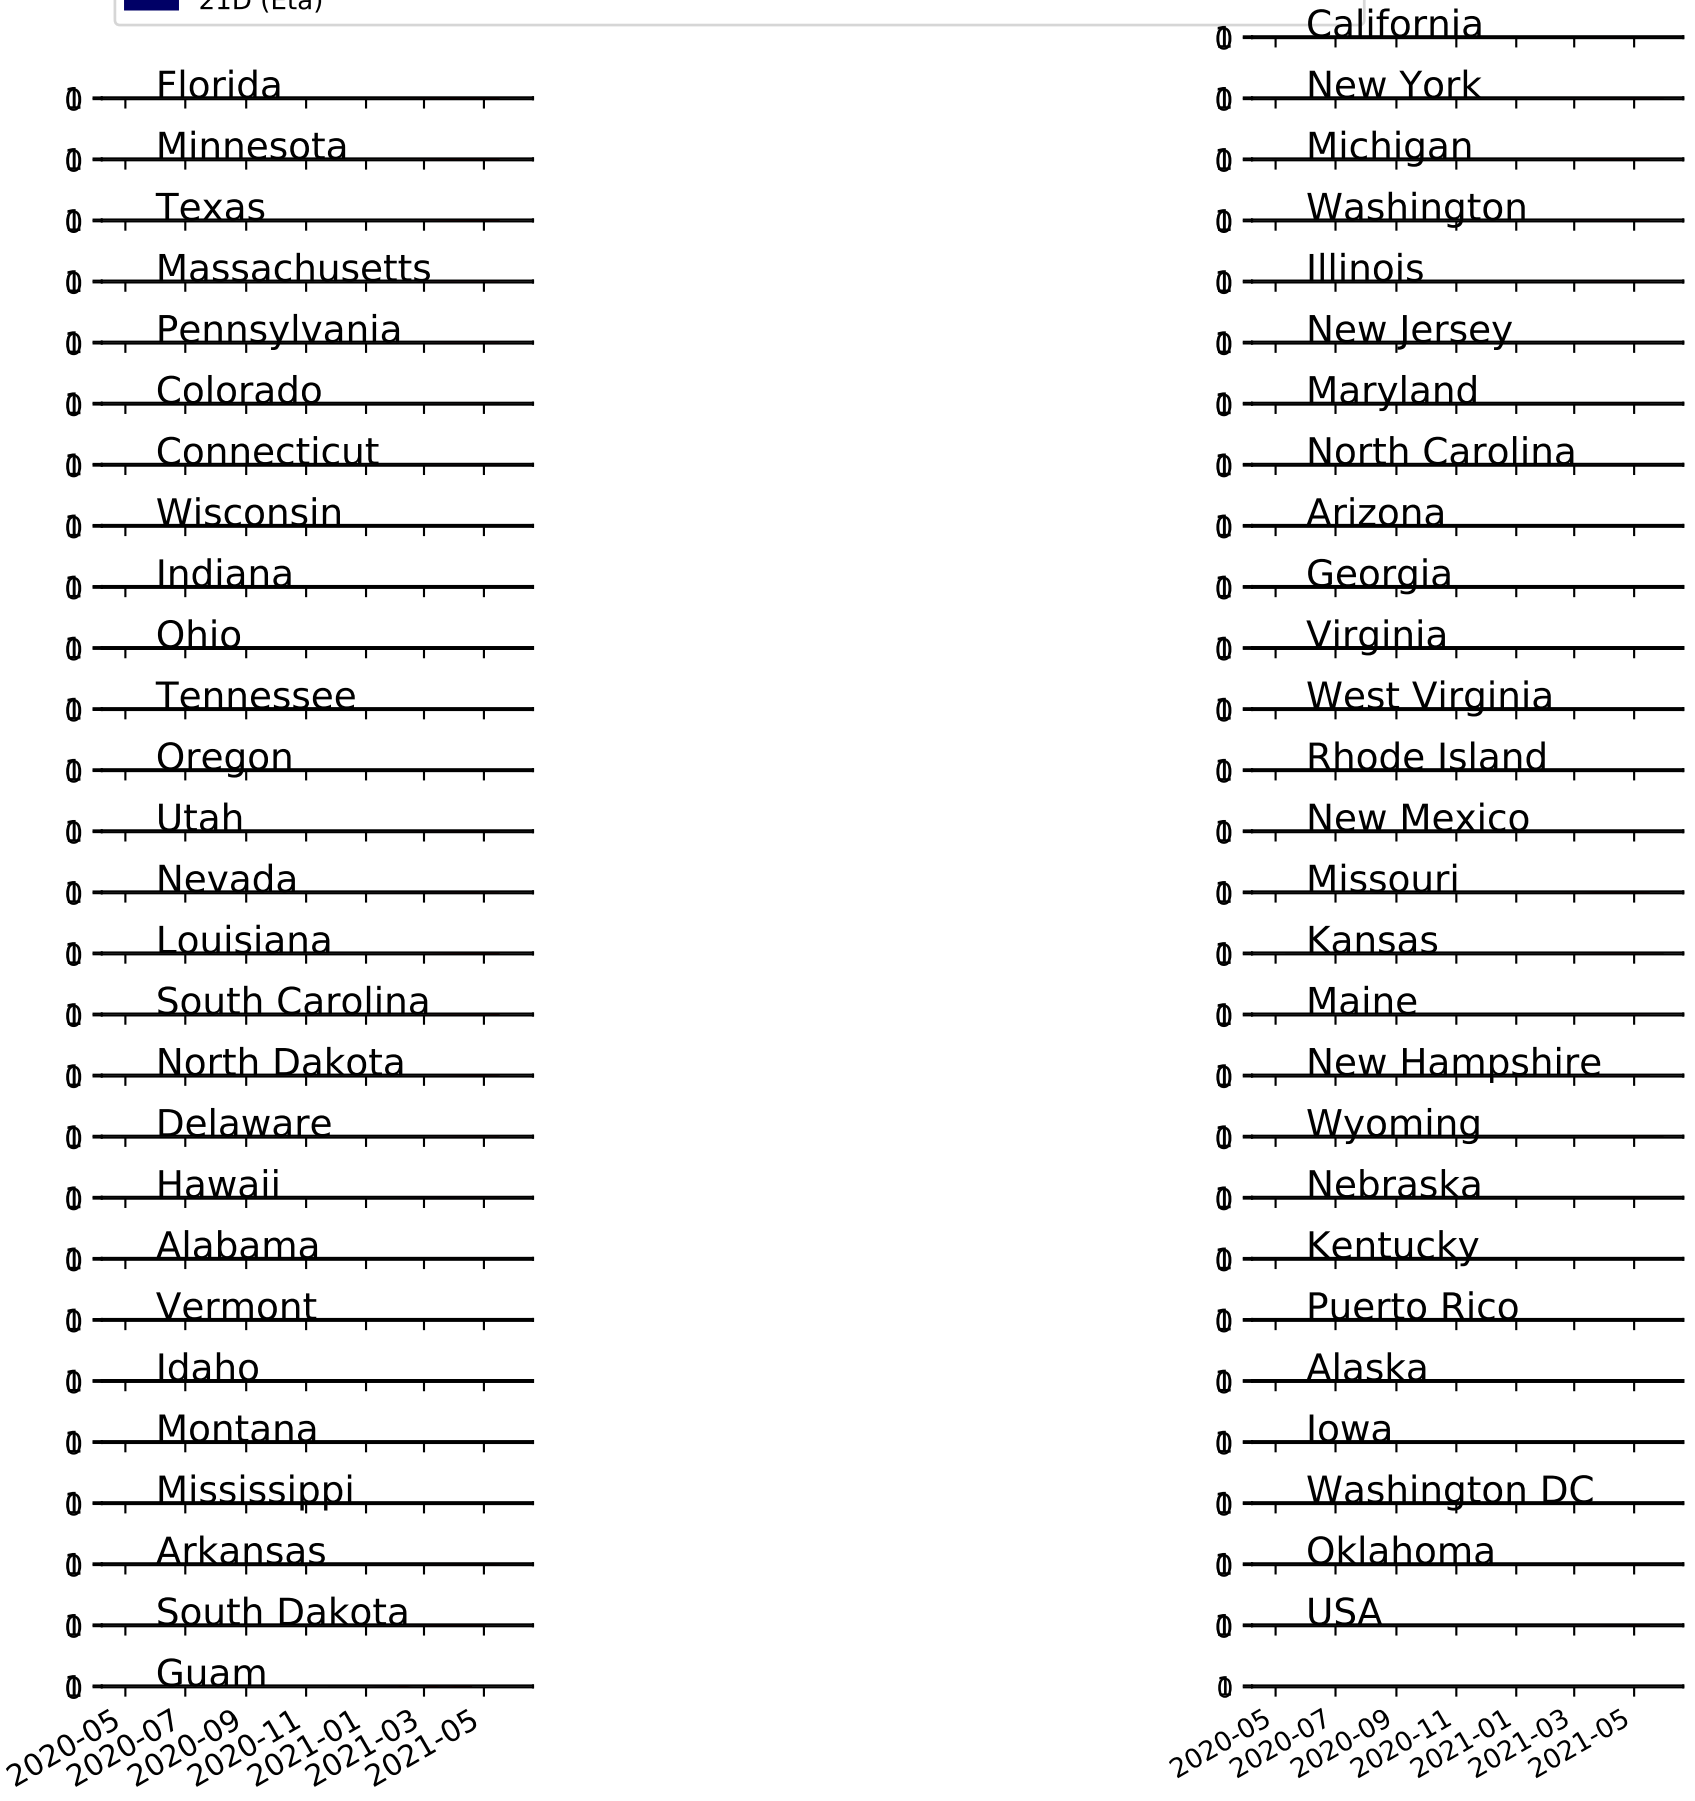 21D (Eta)
California
Florida
New York
Minnesota
Michigan
Texas
Washington
Massachusetts
Illinois
Pennsylvania
New Jersey
Colorado
Maryland
Connecticut
North Carolina
Wisconsin
Arizona
Indiana
Georgia
Ohio
Virginia
Tennessee
West Virginia
Oregon
Rhode Island
Utah
New Mexico
Nevada
Missouri
Louisiana
Kansas
South Carolina
Maine
North Dakota
New Hampshire
Delaware
Wyoming
Hawaii
Nebraska
Alabama
Kentucky
Vermont
Puerto Rico
Idaho
Alaska
Montana
Iowa
Mississippi
Washington DC
Arkansas
Oklahoma
South Dakota
USA
Guam
2020-05 2020-07 2020-09 2020-11 2021-01 2021-03 2021-05
2020-05 2020-07 2020-09 2020-11 2021-01 2021-03 2021-05